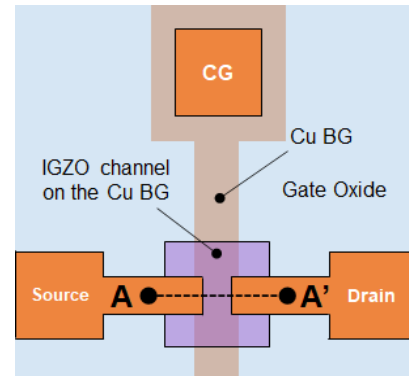 CG
Cu BG
IGZO channel
on the Cu BG
Gate Oxide
Source
A
A’
Drain